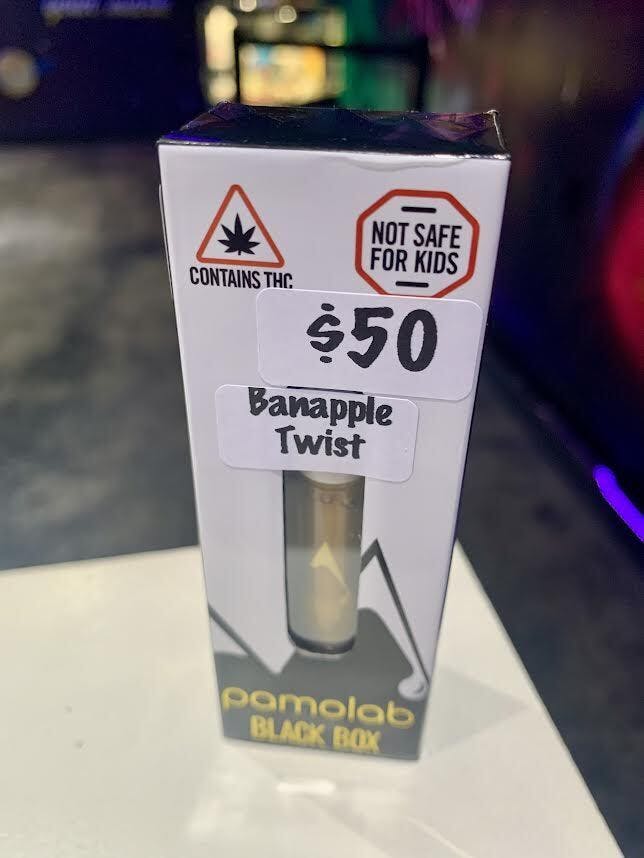 CONTAINS THC
NOT SAFE
FOR KIDS
$50
Banapple
Twist
pamolab
BLACK BOX